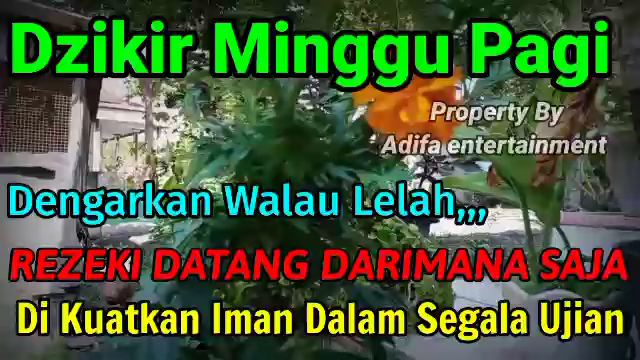 Dzikir Minggu Pagi
Property By
Adifa entertainment
Dengarkan Walau Lelah,,,
REZEKI DATANG DARIMANA SAJA
Di Kuatkan Iman Dalam Segala Ujian